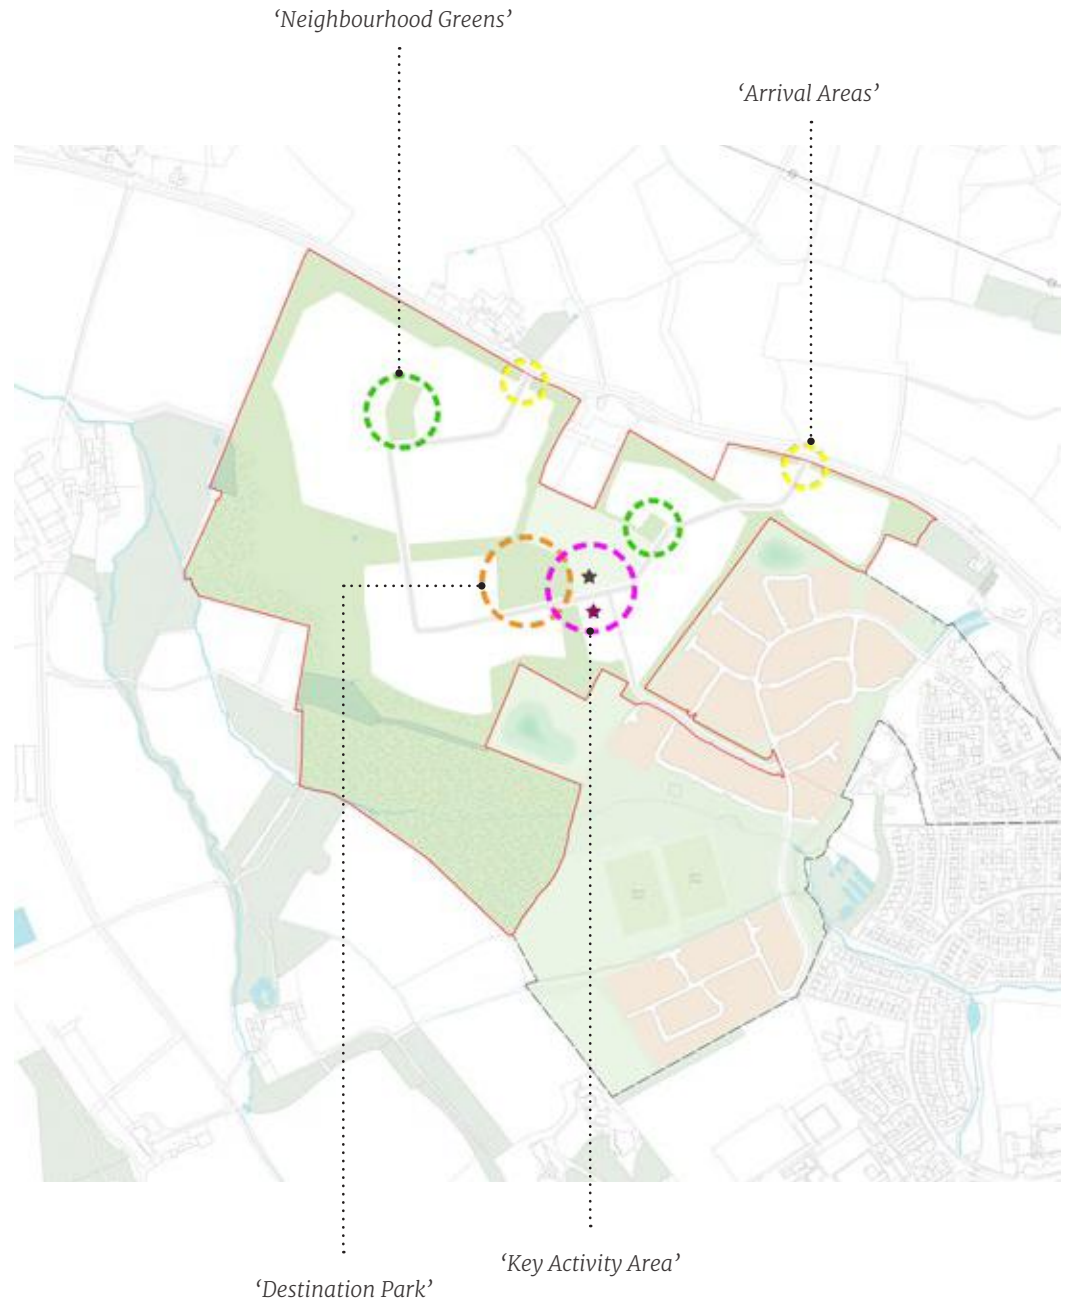 ‘Neighbourhood Greens’
‘Arrival Areas’
‘Key Activity Area’
‘Destination Park’